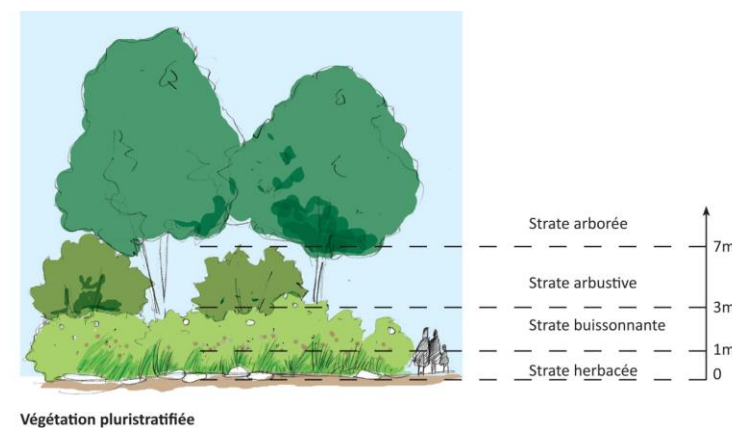 Strate arborée
7m
Strate arbustive
3m
Strate buissonnante
1m
Strate herbacée
0
Végétation pluristratifiée